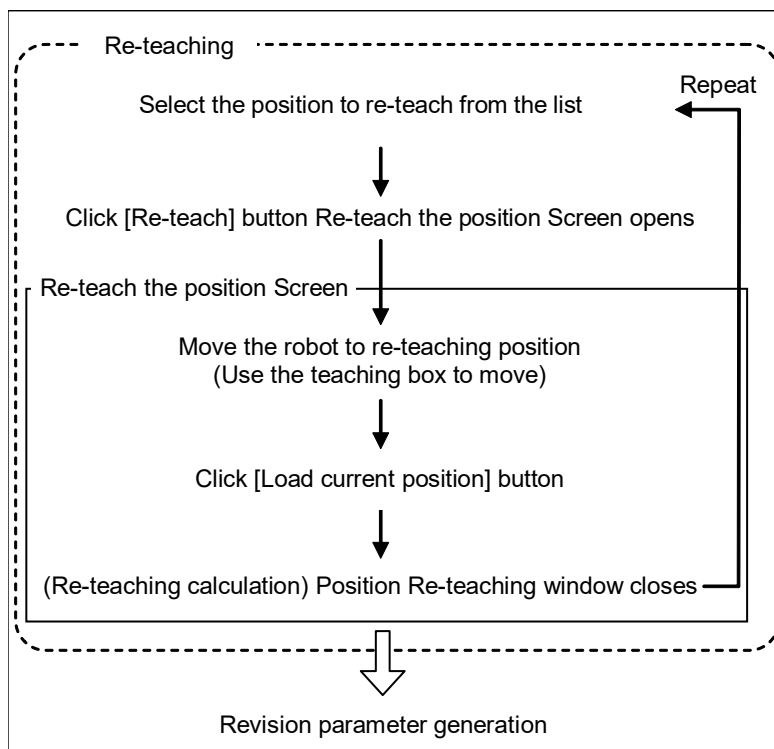 Re-teaching
Repeat
Select the position to re-teach from the list
Click [Re-teach] button Re-teach the position Screen opens
Re-teach the position Screen
Move the robot to re-teaching position
(Use the teaching box to move)
Click [Load current position] button
(Re-teaching calculation) Position Re-teaching window closes
Revision parameter generation